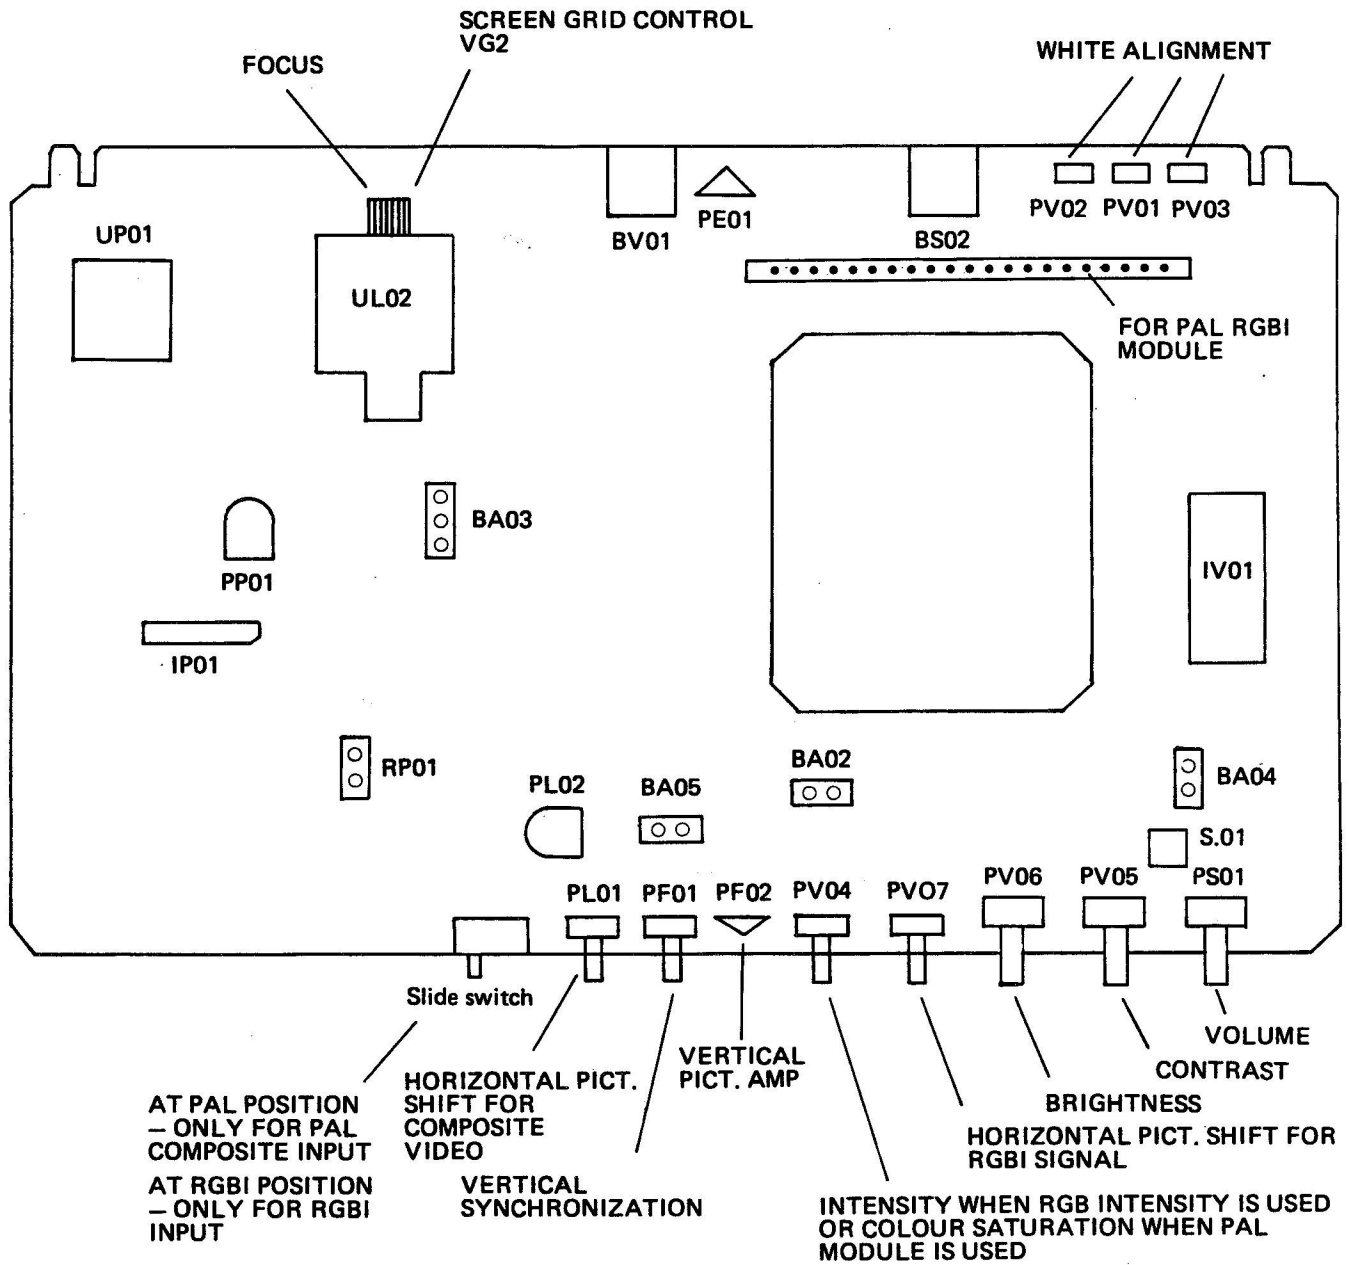 SCREEN GRID CONTROL
VG2
FOCUS
WHITE ALIGNMENT
UP01
UL02
BV01
PE01
BS02
PV02
PV01
PV03
FOR PAL RGBI
MODULE
BA03
PP01
IP01
IV01
RP01
PL02
BA05
BA02
BA04
S.01
PL01
PF01
PF02
PV04
PVO7
PV06
PV05
PS01
Slide switch
AT PAL POSITION
– ONLY FOR PAL
COMPOSITE INPUT
AT RGBI POSITION
– ONLY FOR RGBI
INPUT
HORIZONTAL PICT.
SHIFT FOR
COMPOSITE
VIDEO
VERTICAL
SYNCHRONIZATION
VERTICAL
PICT. AMP
VOLUME
CONTRAST
BRIGHTNESS
HORIZONTAL PICT. SHIFT FOR
RGBI SIGNAL
INTENSITY WHEN RGB INTENSITY IS USED
OR COLOUR SATURATION WHEN PAL
MODULE IS USED